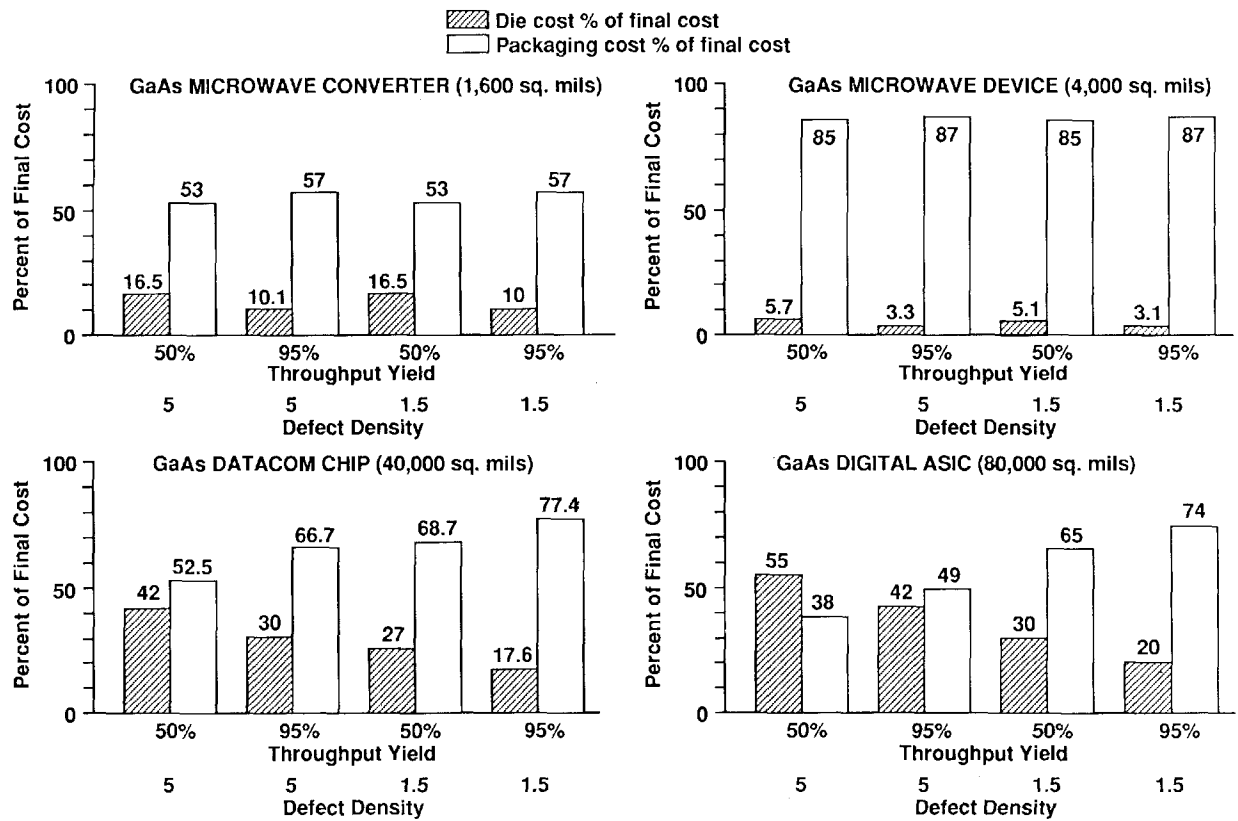 Die cost % of final cost
Packaging cost % of final cost
GaAs MICROWAVE CONVERTER (1,600 sq. mils)
Percent of Final Cost
100
50
0
16.5
53
10.1
57
16.5
53
10
57
50% 95% 50% 95%
Throughput Yield
5 5 1.5 1.5
Defect Density
GaAs MICROWAVE DEVICE (4,000 sq. mils)
Percent of Final Cost
100
50
0
5.7
85
3.3
87
5.1
85
3.1
87
50% 95% 50% 95%
Throughput Yield
5 5 1.5 1.5
Defect Density
GaAs DATACOM CHIP (40,000 sq. mils)
Percent of Final Cost
100
50
0
42
52.5
30
66.7
27
68.7
17.6
77.4
50% 95% 50% 95%
Throughput Yield
5 5 1.5 1.5
Defect Density
GaAs DIGITAL ASIC (80,000 sq. mils)
Percent of Final Cost
100
50
0
55
38
42
49
30
65
20
74
50% 95% 50% 95%
Throughput Yield
5 5 1.5 1.5
Defect Density